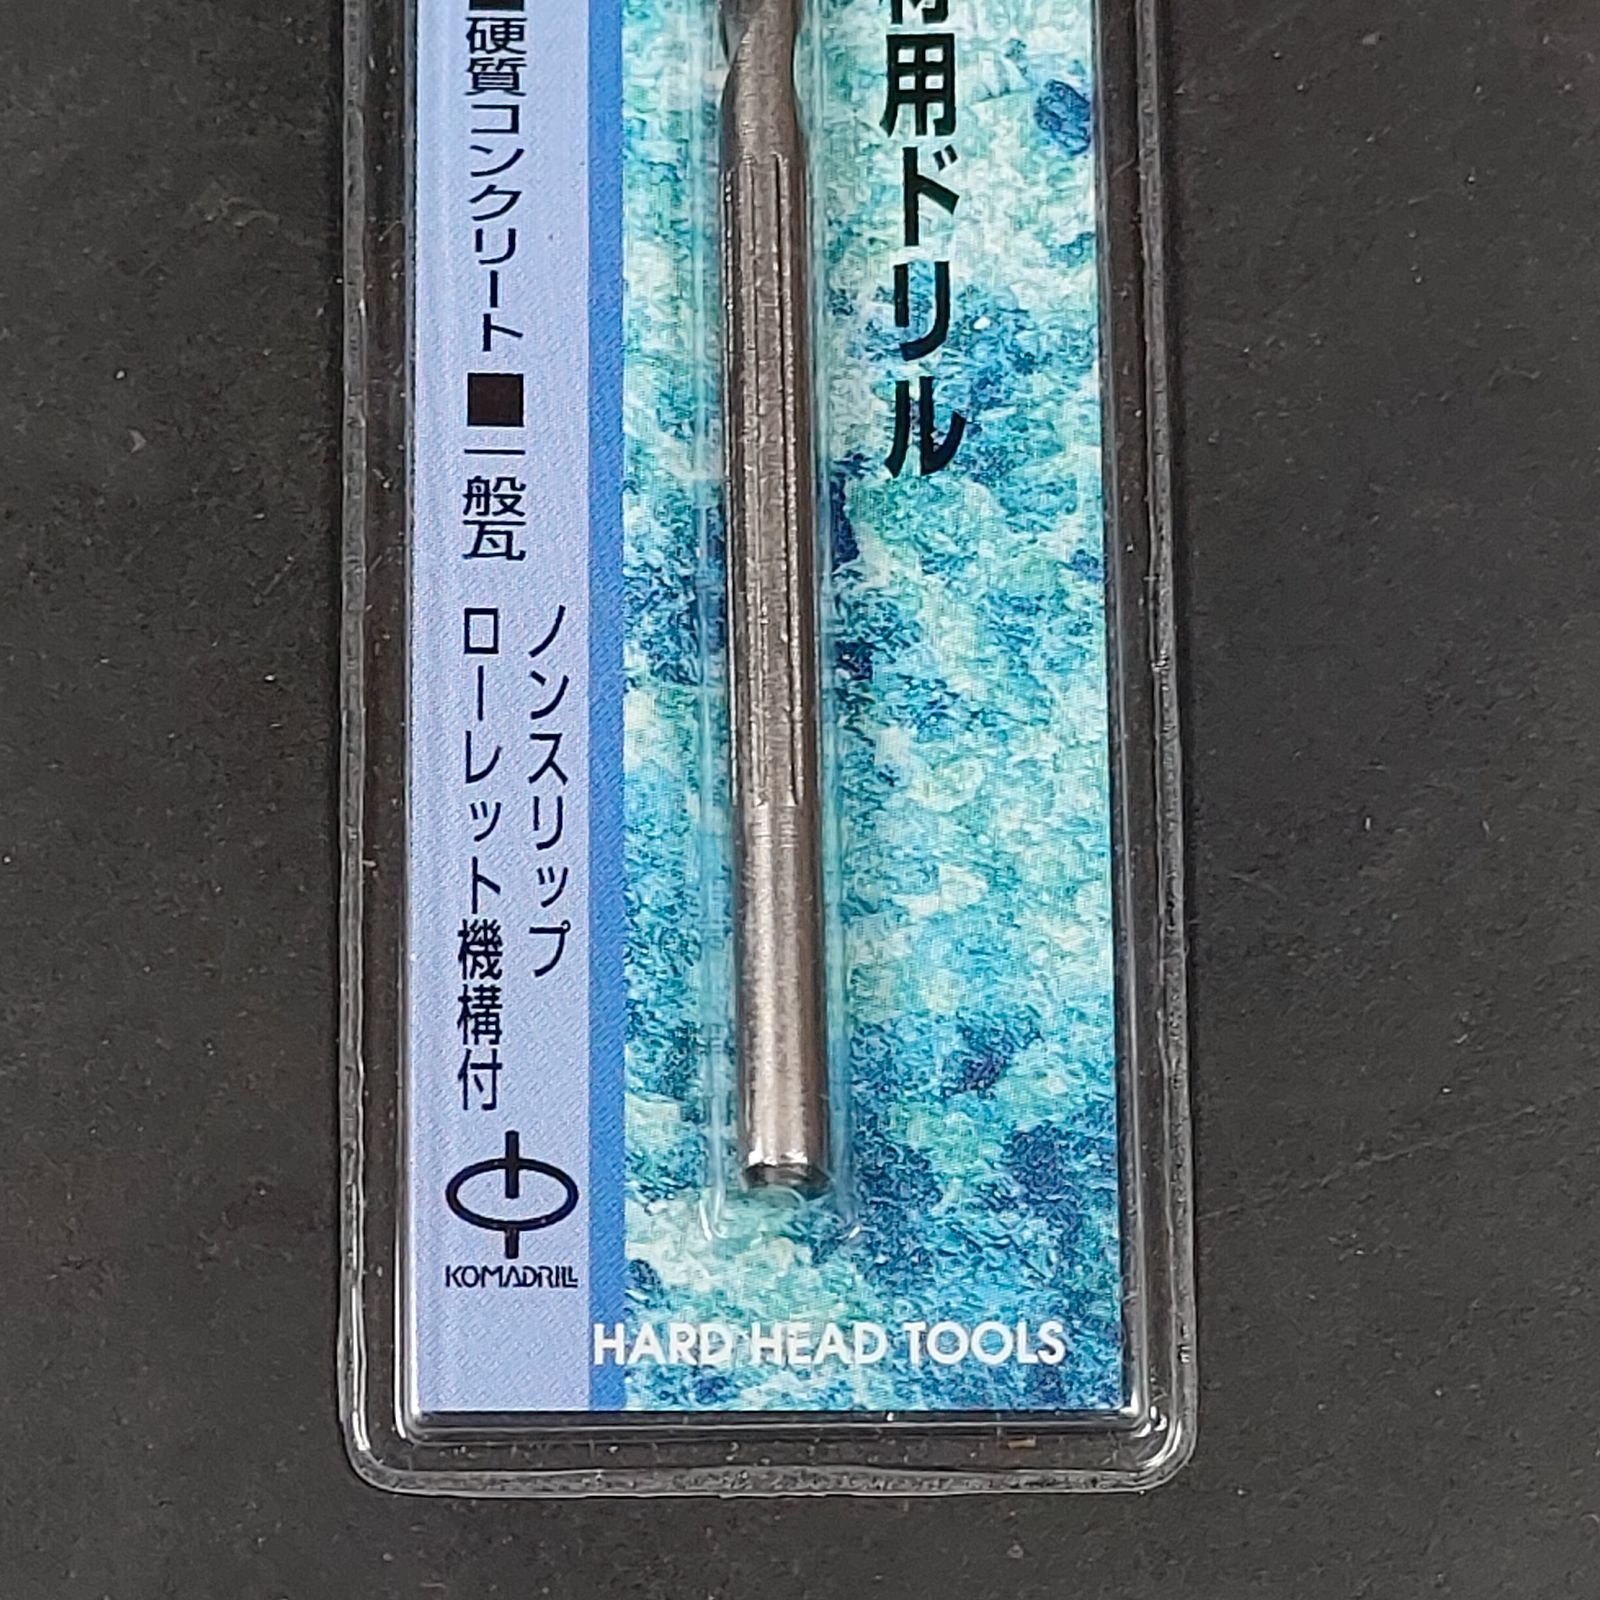 用ドリル
■硬質コンクリート ■一般瓦
ノンスリップ
ローレット機構付
KOMADRILL
HARD HEAD TOOLS